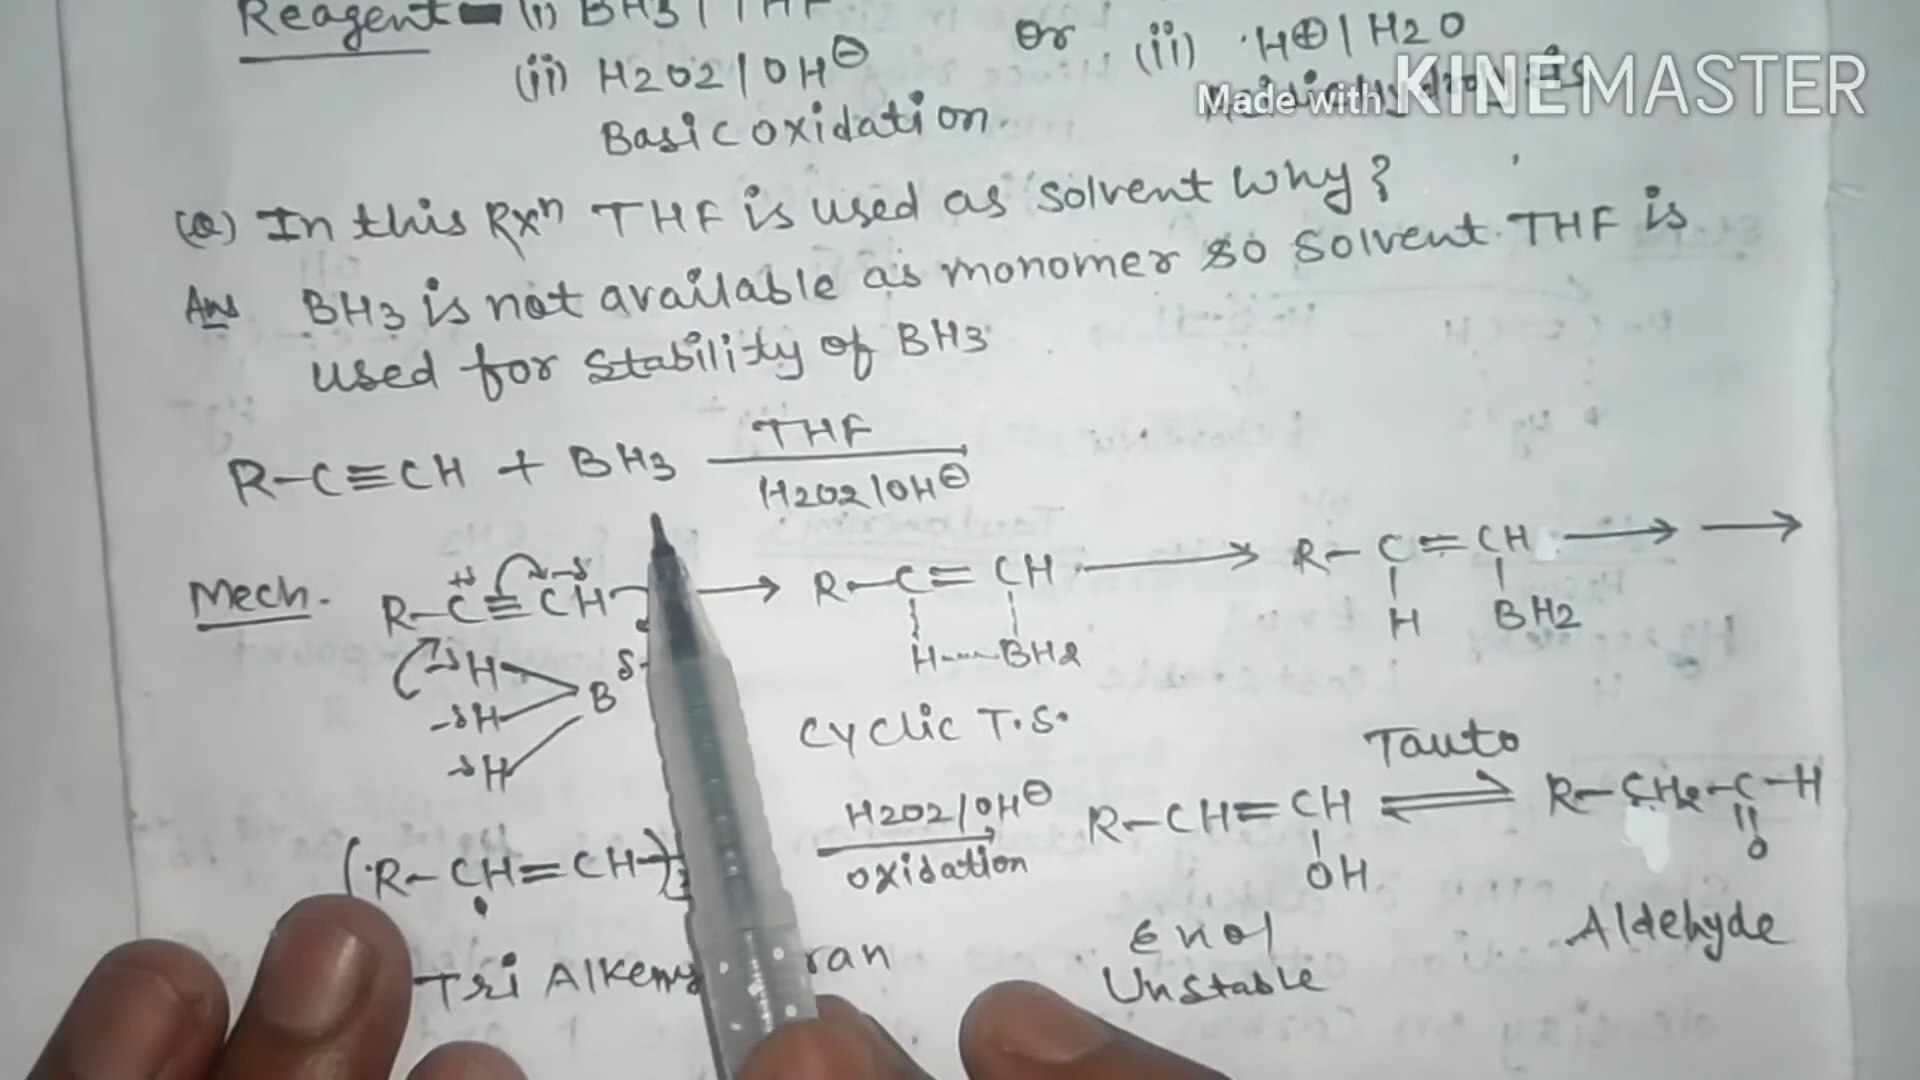 Reagent - (i) BH3 / THF
(ii) H2O2 / OH⊖ Or (ii) H⊕ / H2O
Basic oxidation.
Made with KINEMASTER
(Q) In this Rxn THF is used as solvent Why?
Ans BH3 is not available as monomer so solvent THF is
used for stability of BH3
R-C≡CH + BH3 THF
H2O2 / OH⊖
Mech. R-C≡CH → R-C=CH → R-C=CH → →
+δ -δ
-δH B δ H---BH2 H BH2
-δH
-δH
Cyclic T.S.
(R-CH=CH) H2O2 / OH⊖ R-CH=CH Tauto R-CH2-C-H
oxidation OH O
Tri Enol Aldehyde
Unstable